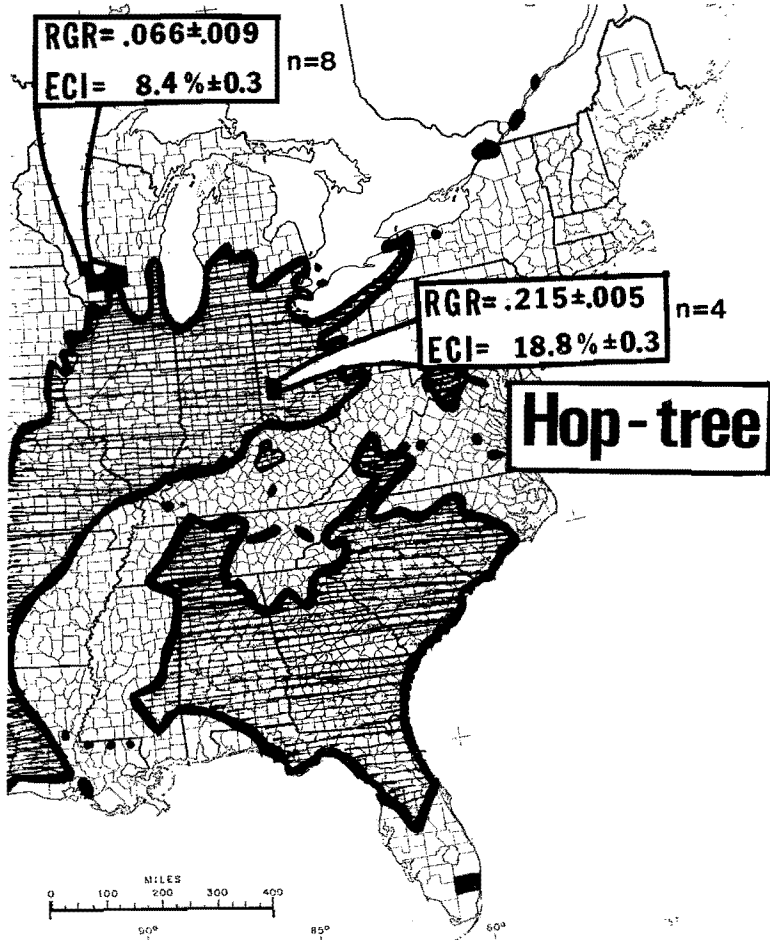 RGR= .066±.009
ECI= 8.4%±0.3
n=8
RGR= .215±.005
ECI= 18.8%±0.3
n=4
Hop-tree
MILES
0 100 200 300 400
90° 85° 80°